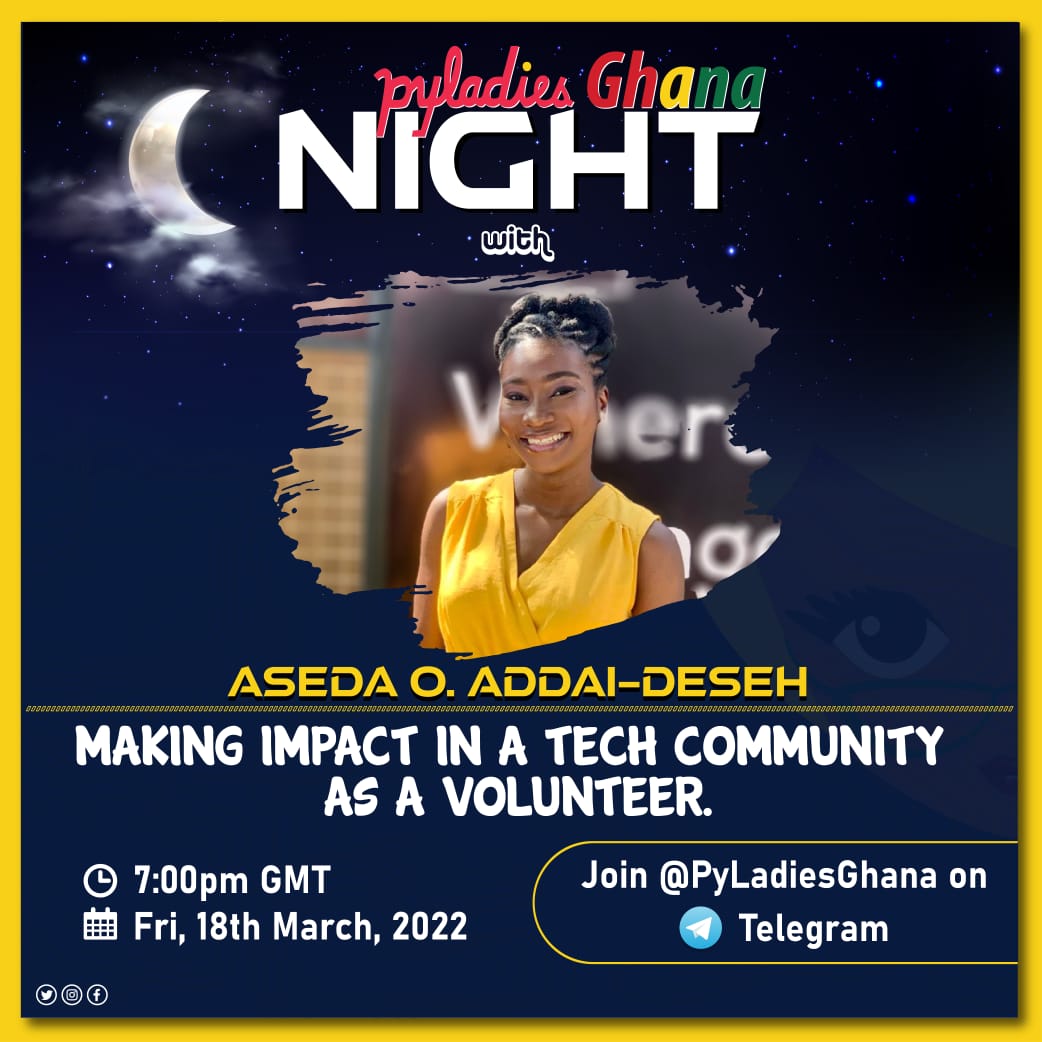 pyladies Ghana
NIGHT
with
ASEDA O. ADDAI-DESEH
MAKING IMPACT IN A TECH COMMUNITY
AS A VOLUNTEER.
7:00pm GMT
Fri, 18th March, 2022
Join @PyLadiesGhana on
Telegram